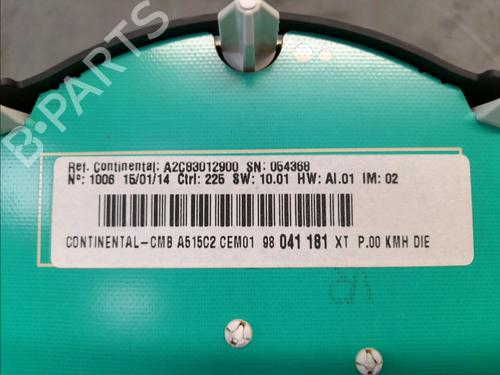 B-PARTS
Ref. Continental: A2C83012900 SN: 054368
Nº: 1006 15/01/14 Ctrl: 225 SW: 10.01 HW: AI.01 IM: 02
CONTINENTAL-CMB A515C2 CEM01 98 041 181 XT P.00 KMH DIE